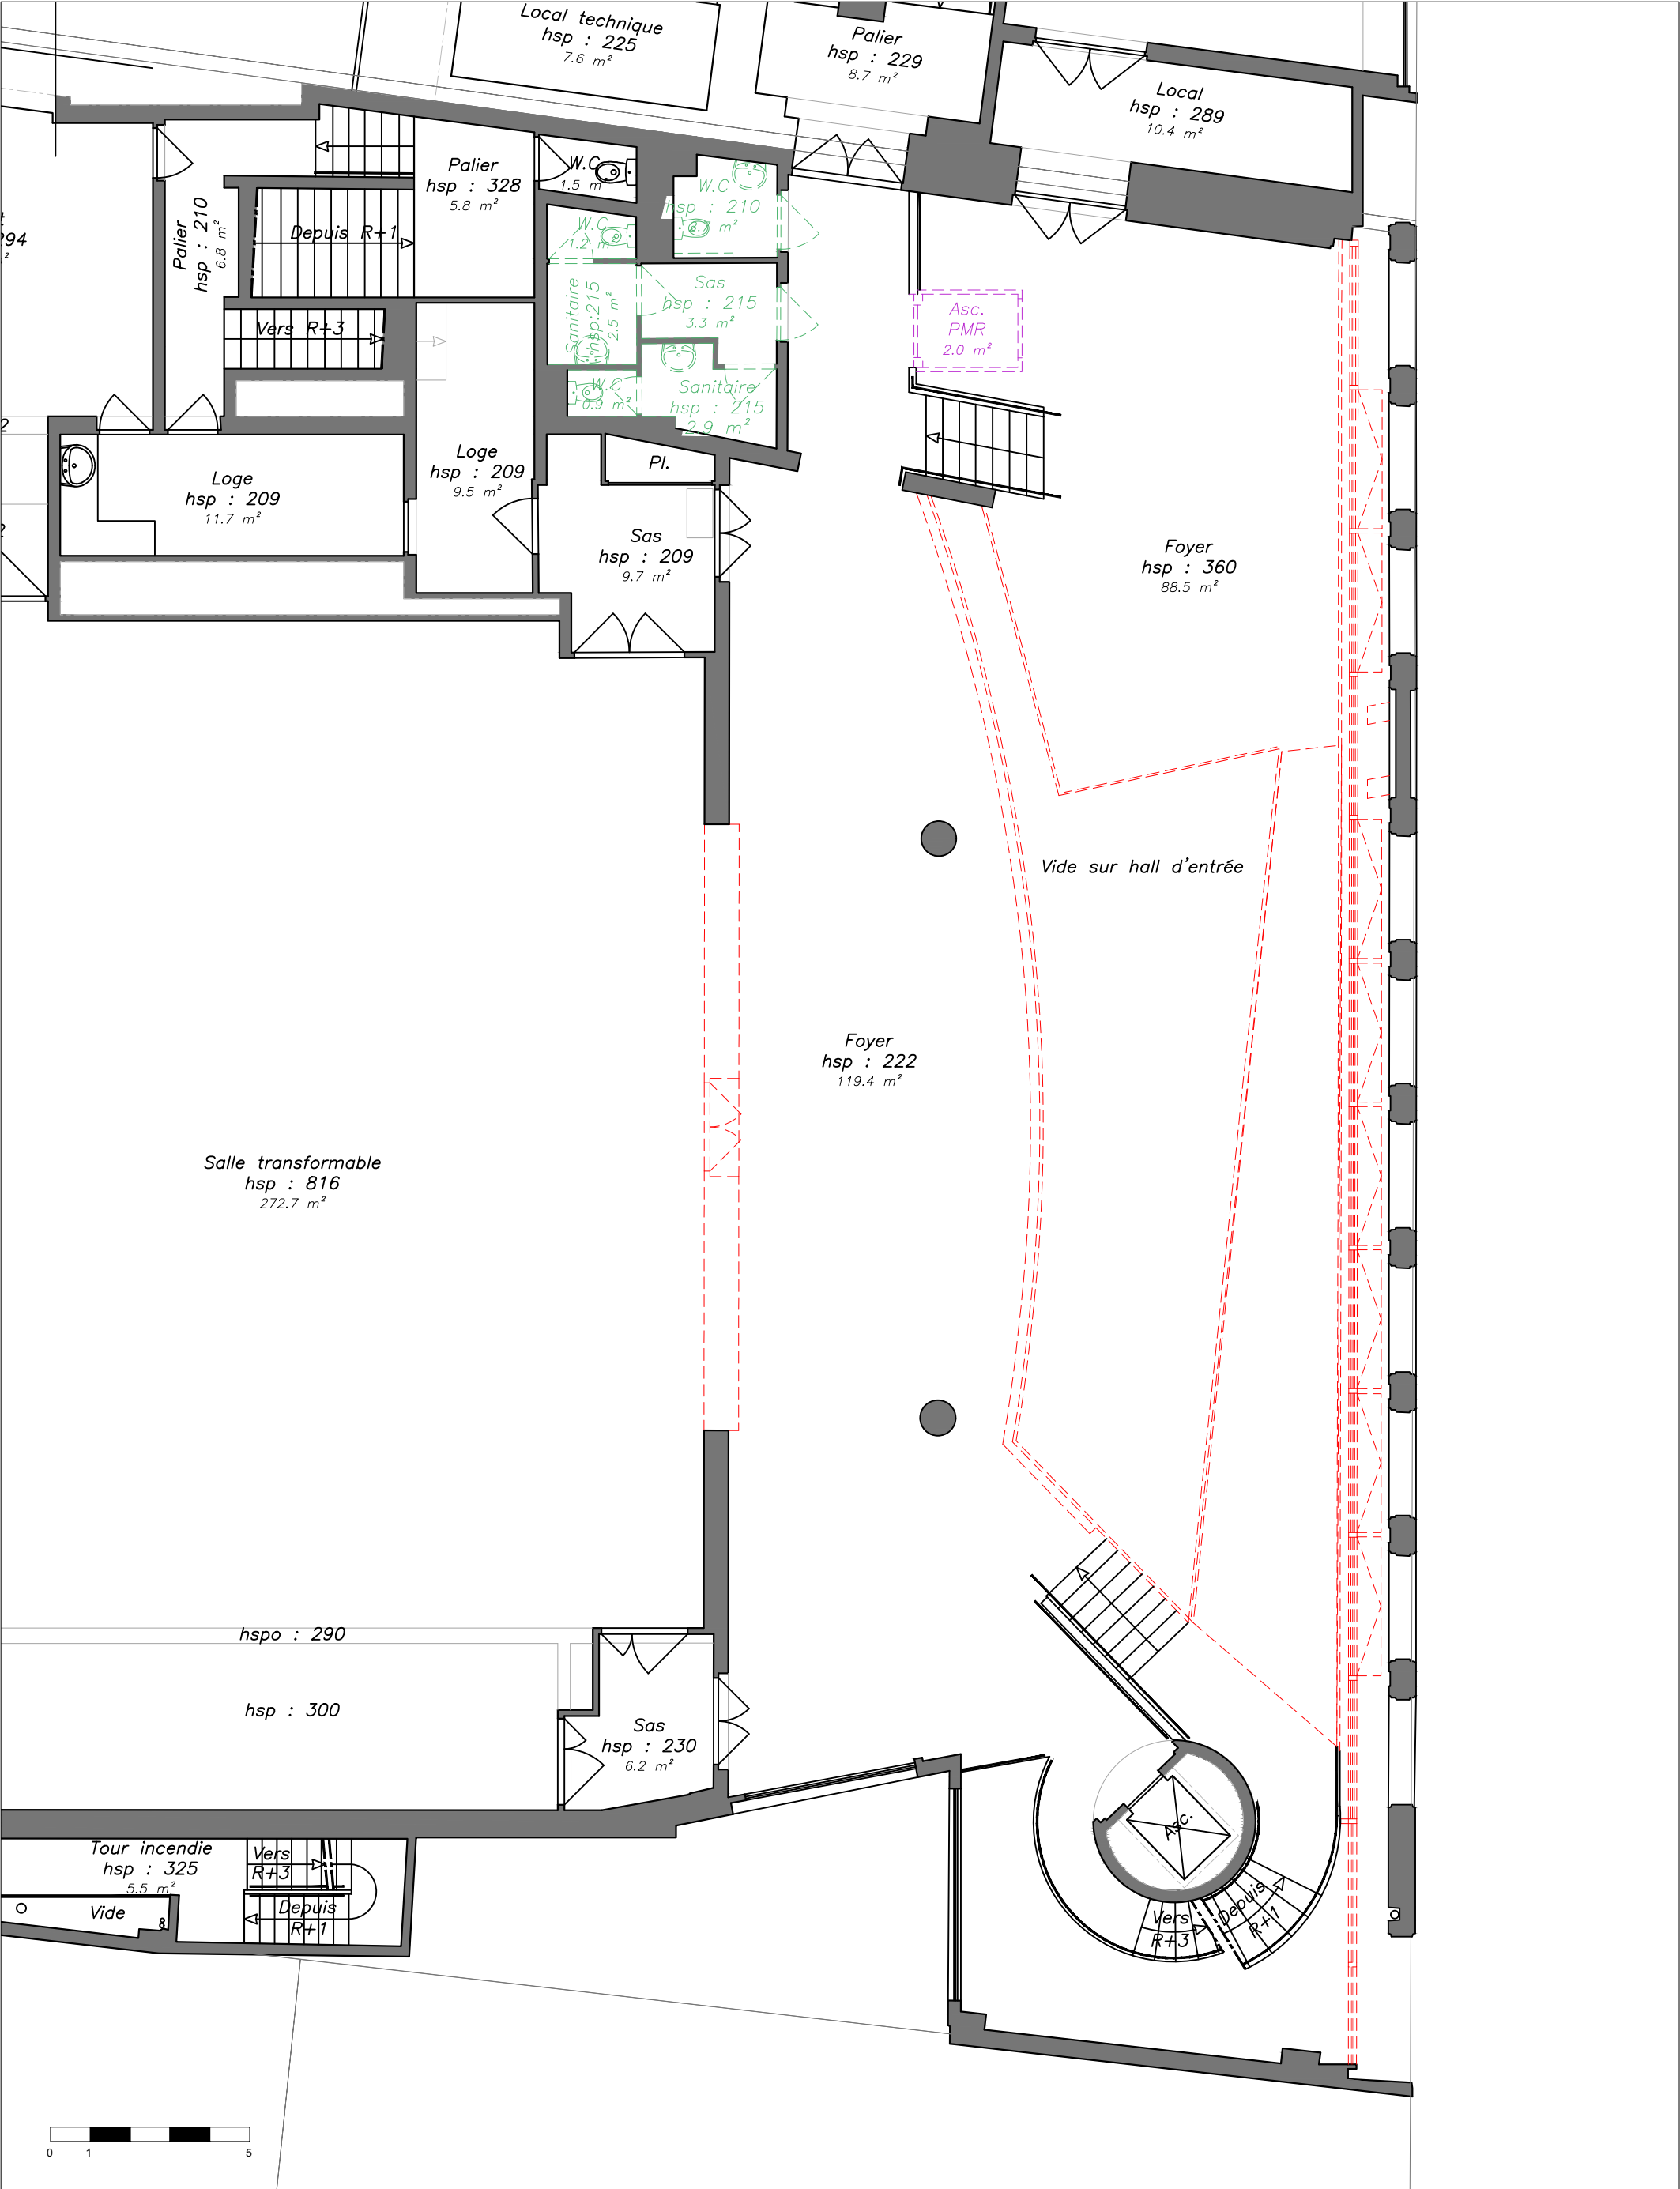 Local technique
hsp : 225
7.6 m²
Palier
hsp : 229
8.7 m²
Local
hsp : 289
10.4 m²
Palier
hsp : 328
5.8 m²
W.C
1.5 m
W.C
hsp : 210
Palier
hsp : 210
6.8 m²
294
Depuis R+1
W.C
1.2 m
Sanitaire
hsp:215
2.5 m²
Sas
hsp : 215
3.3 m²
Asc.
PMR
2.0 m²
Vers R+3
W.C
0.9 m²
Sanitaire
hsp : 215
2.9 m²
Loge
hsp : 209
11.7 m²
Loge
hsp : 209
9.5 m²
Pl.
Sas
hsp : 209
9.7 m²
Foyer
hsp : 360
88.5 m²
Vide sur hall d'entrée
Foyer
hsp : 222
119.4 m²
Salle transformable
hsp : 816
272.7 m²
hspo : 290
hsp : 300
Sas
hsp : 230
6.2 m²
Asc.
Tour incendie
hsp : 325
5.5 m²
Vers
R+3
Depuis
R+1
Vide
Vers
R+3
Depuis
R+1
0 1 5